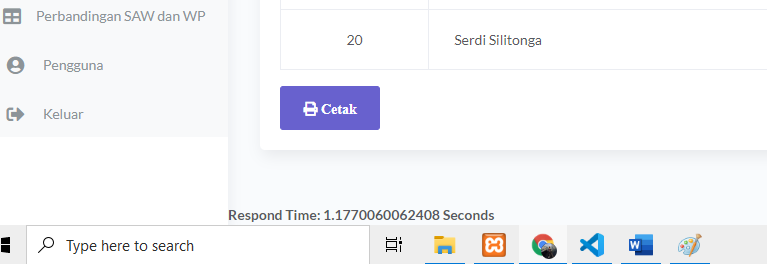 Perbandingan SAW dan WP
20 Serdi Silitonga
Pengguna
Keluar
Cetak
Respond Time: 1.1770060062408 Seconds
Type here to search